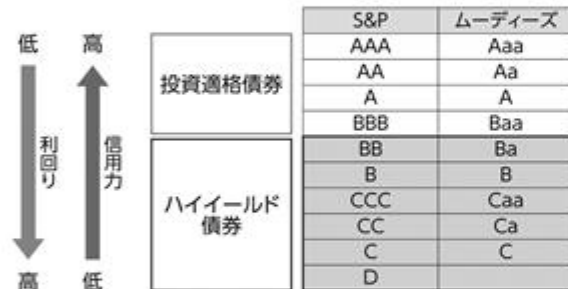 S&P ムーディーズ
低 高
利回り
信用力
高 低
投資適格債券
ハイイールド
債券
AAA Aaa
AA Aa
A A
BBB Baa
BB Ba
B B
CCC Caa
CC Ca
C C
D